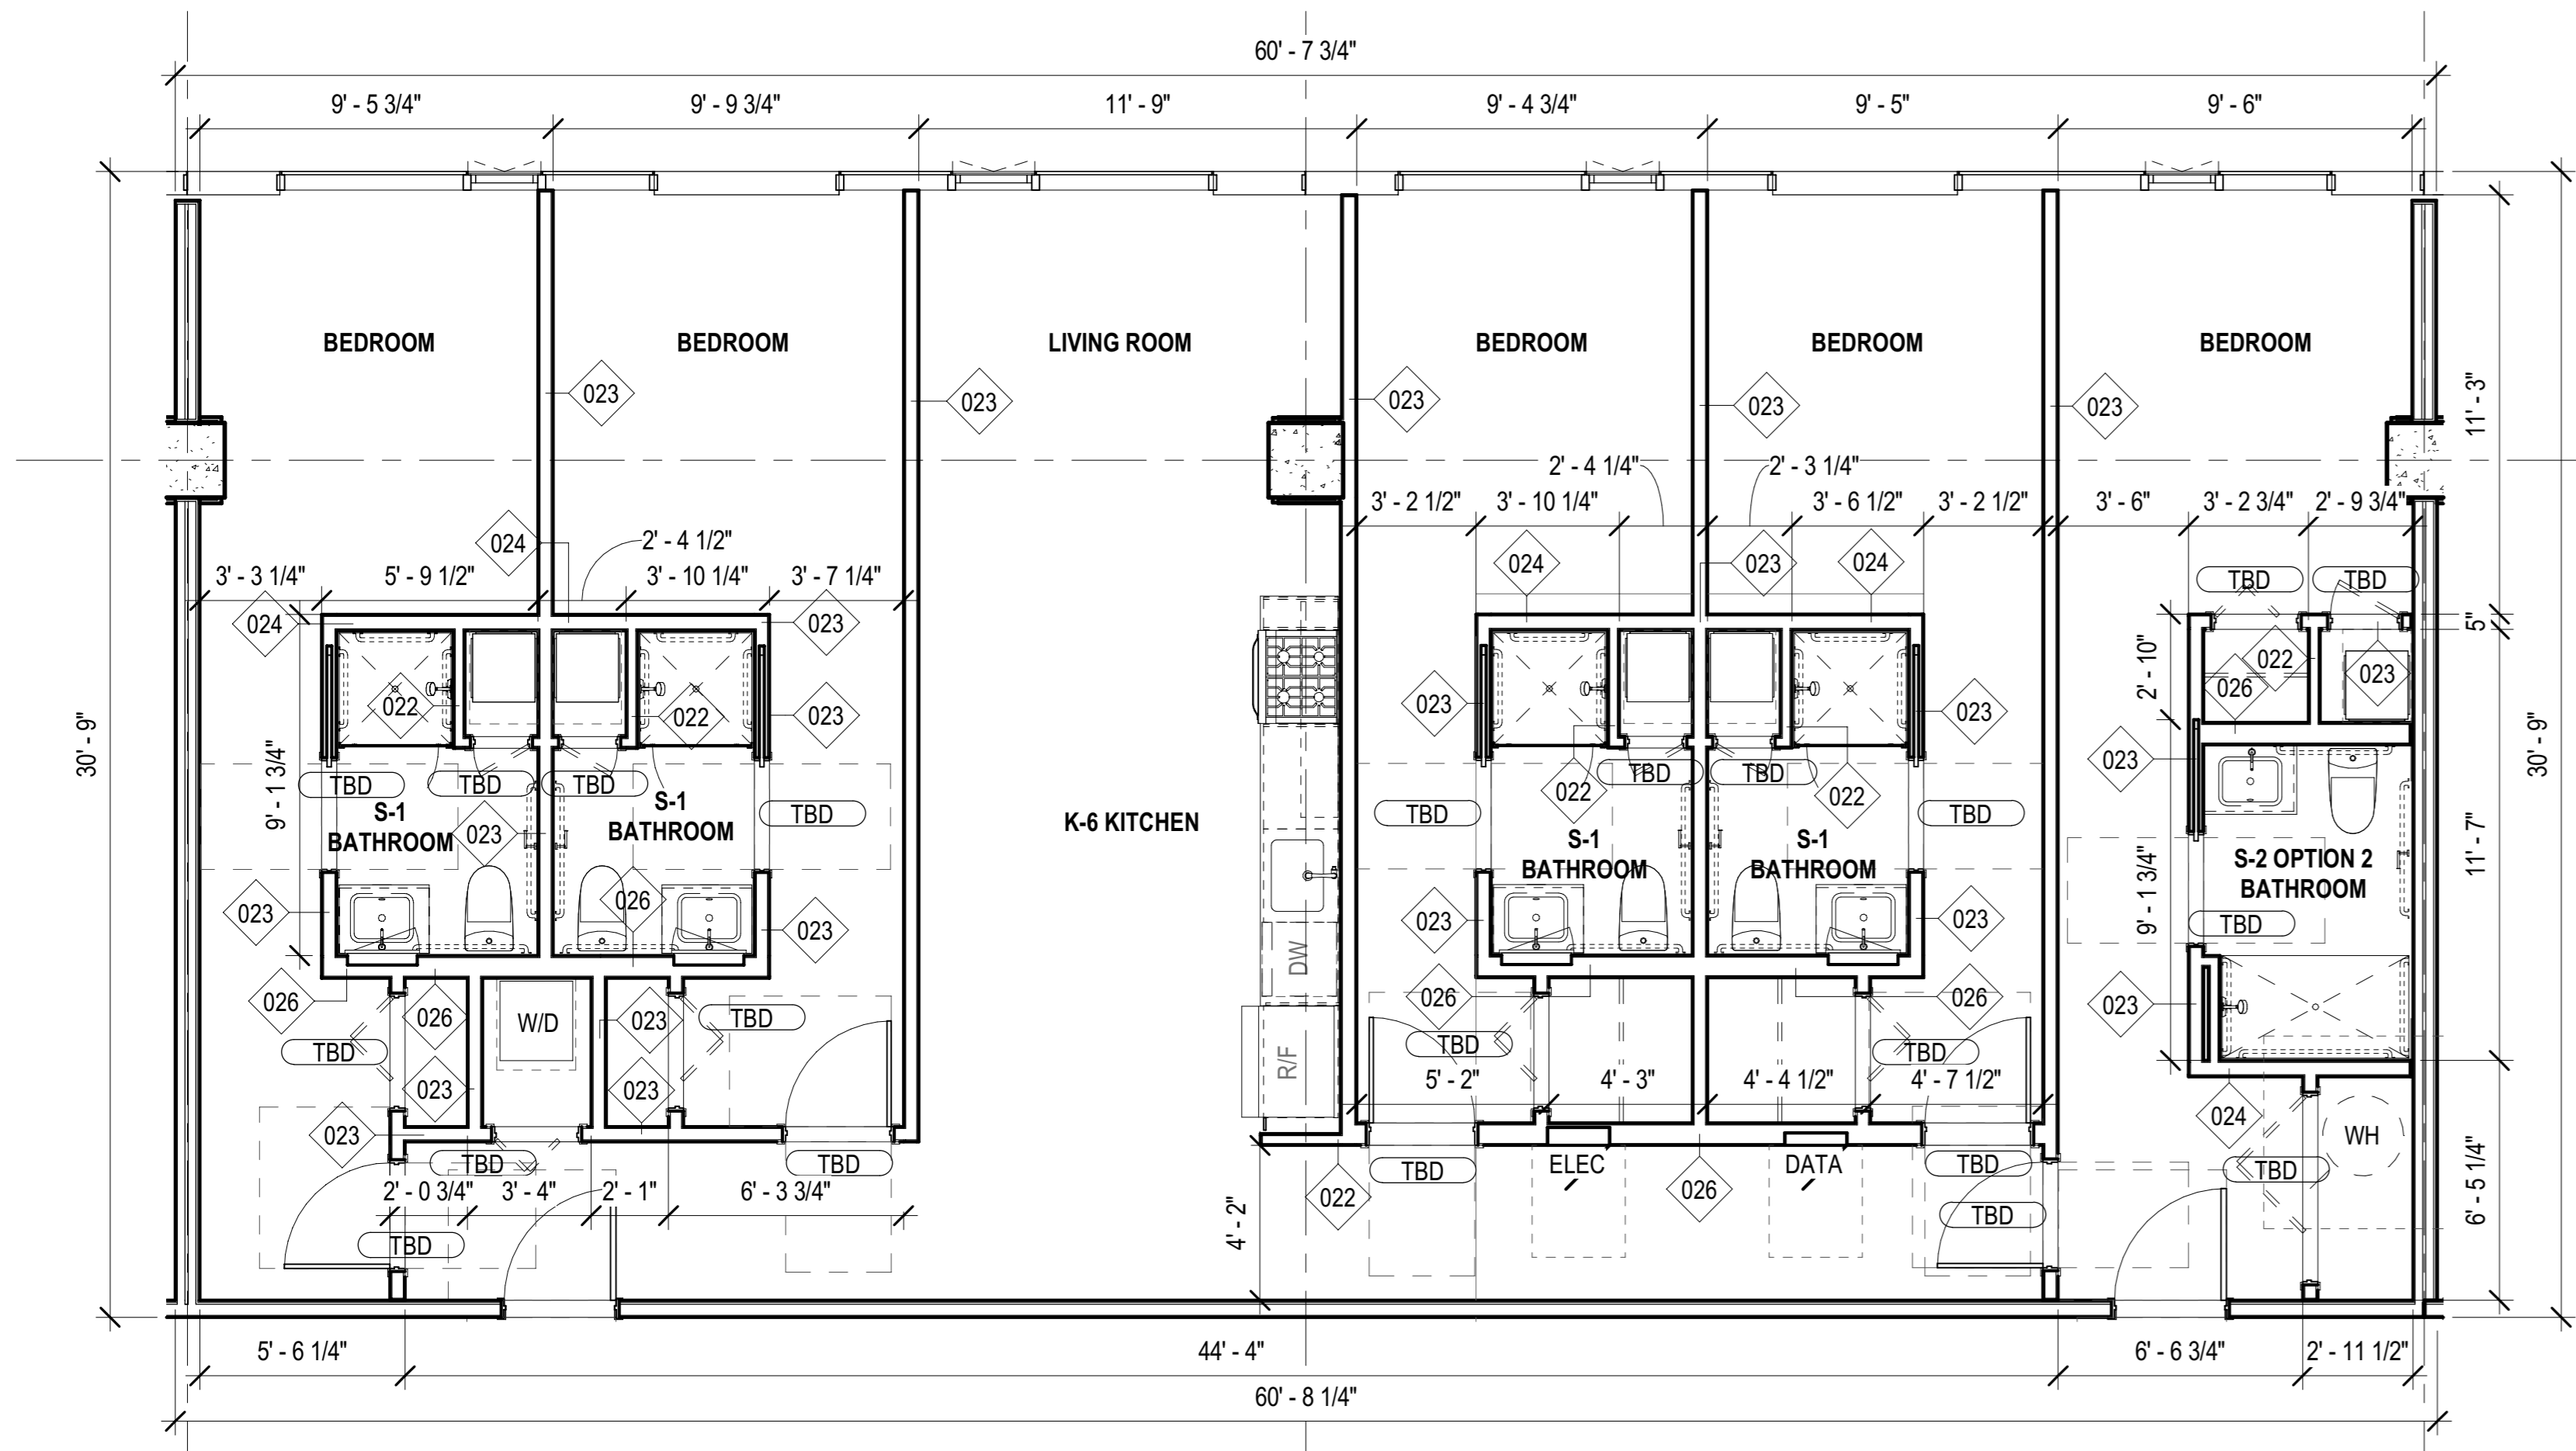 60' - 7 3/4"
9' - 5 3/4"
9' - 9 3/4"
11' - 9"
9' - 4 3/4"
9' - 5"
9' - 6"
BEDROOM
BEDROOM
LIVING ROOM
BEDROOM
BEDROOM
BEDROOM
023
023
023
023
023
11' - 3"
2' - 4 1/4"
2' - 3 1/4"
3' - 2 1/2"
3' - 10 1/4"
3' - 6 1/2"
3' - 2 1/2"
3' - 6"
3' - 2 3/4"
2' - 9 3/4"
024
2' - 4 1/2"
024
023
024
TBD
TBD
3' - 3 1/4"
5' - 9 1/2"
3' - 10 1/4"
3' - 7 1/4"
024
023
5"
022
023
026
2' - 10"
022
022
023
023
023
30' - 9"
30' - 9"
9' - 1 3/4"
023
TBD
TBD
TBD
TBD
TBD
022
022
TBD
TBD
TBD
S-1
BATHROOM
023
S-1
BATHROOM
K-6 KITCHEN
S-1
BATHROOM
S-1
BATHROOM
S-2 OPTION 2
BATHROOM
11' - 7"
9' - 1 3/4"
026
023
023
023
023
TBD
DW
026
026
023
026
026
023
W/D
TBD
TBD
R/F
TBD
TBD
023
023
5' - 2"
4' - 3"
4' - 4 1/2"
4' - 7 1/2"
024
023
WH
TBD
TBD
TBD
ELEC
DATA
TBD
TBD
2' - 0 3/4"
3' - 4"
2' - 1"
6' - 3 3/4"
022
026
4' - 2"
6' - 5 1/4"
TBD
TBD
5' - 6 1/4"
44' - 4"
6' - 6 3/4"
2' - 11 1/2"
60' - 8 1/4"